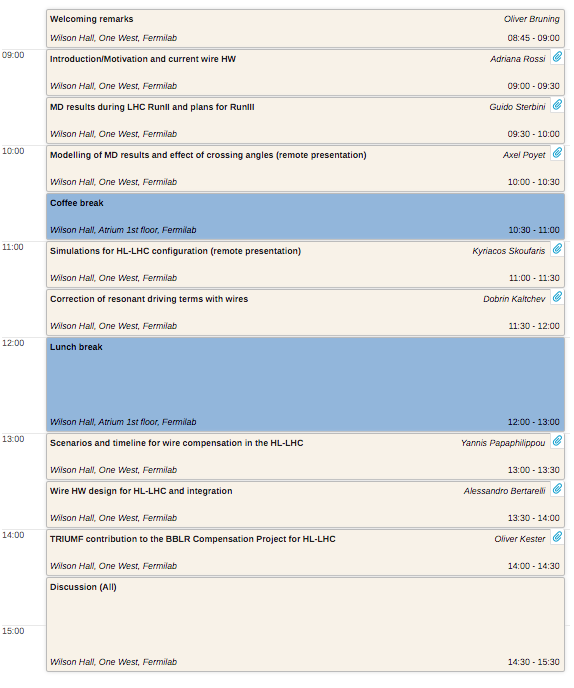 Welcoming remarks Oliver Bruning
Wilson Hall, One West, Fermilab 08:45 - 09:00
09:00
Introduction/Motivation and current wire HW Adriana Rossi
Wilson Hall, One West, Fermilab 09:00 - 09:30
MD results during LHC RunII and plans for RunIII Guido Sterbini
Wilson Hall, One West, Fermilab 09:30 - 10:00
10:00
Modelling of MD results and effect of crossing angles (remote presentation) Axel Poyet
Wilson Hall, One West, Fermilab 10:00 - 10:30
Coffee break
Wilson Hall, Atrium 1st floor, Fermilab 10:30 - 11:00
11:00
Simulations for HL-LHC configuration (remote presentation) Kyriacos Skoufaris
Wilson Hall, One West, Fermilab 11:00 - 11:30
Correction of resonant driving terms with wires Dobrin Kaltchev
Wilson Hall, One West, Fermilab 11:30 - 12:00
12:00
Lunch break
Wilson Hall, Atrium 1st floor, Fermilab 12:00 - 13:00
13:00
Scenarios and timeline for wire compensation in the HL-LHC Yannis Papaphilippou
Wilson Hall, One West, Fermilab 13:00 - 13:30
Wire HW design for HL-LHC and integration Alessandro Bertarelli
Wilson Hall, One West, Fermilab 13:30 - 14:00
14:00
TRIUMF contribution to the BBLR Compensation Project for HL-LHC Oliver Kester
Wilson Hall, One West, Fermilab 14:00 - 14:30
Discussion (All)
15:00
Wilson Hall, One West, Fermilab 14:30 - 15:30